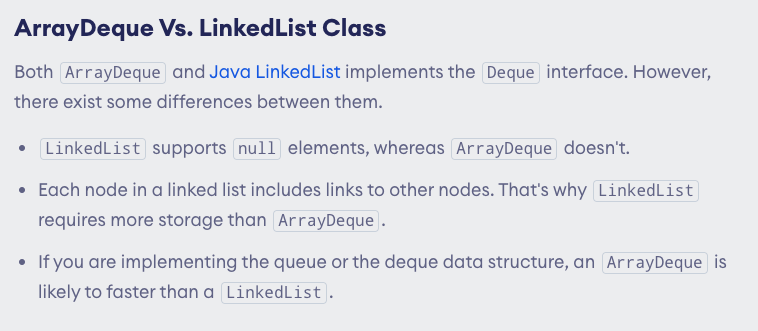 ArrayDeque Vs. LinkedList Class
Both ArrayDeque and Java LinkedList implements the Deque interface. However,
there exist some differences between them.
• LinkedList supports null elements, whereas ArrayDeque doesn't.
• Each node in a linked list includes links to other nodes. That's why LinkedList
requires more storage than ArrayDeque.
• If you are implementing the queue or the deque data structure, an ArrayDeque is
likely to faster than a LinkedList.